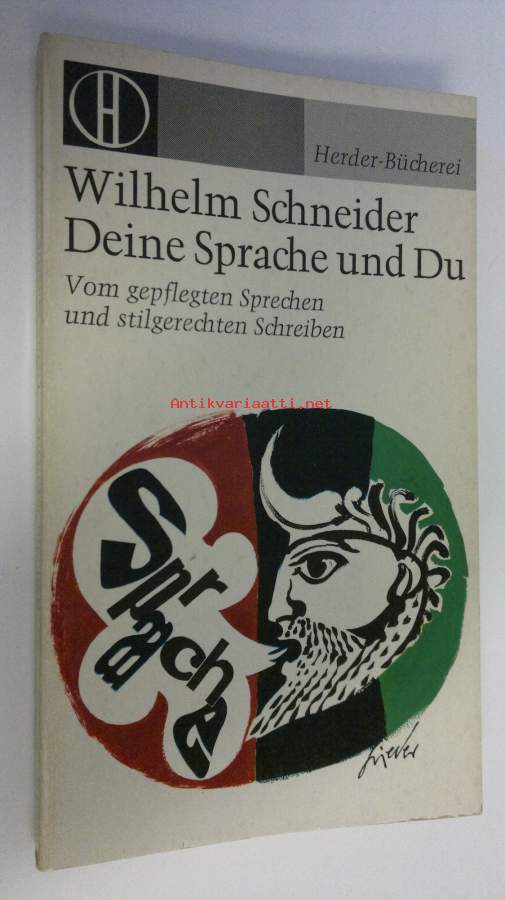 H
Herder-Bücherei
Wilhelm Schneider
Deine Sprache und Du
Vom gepflegten Sprechen
und stilgerechten Schreiben
Antikvariaatti.net
Sprache